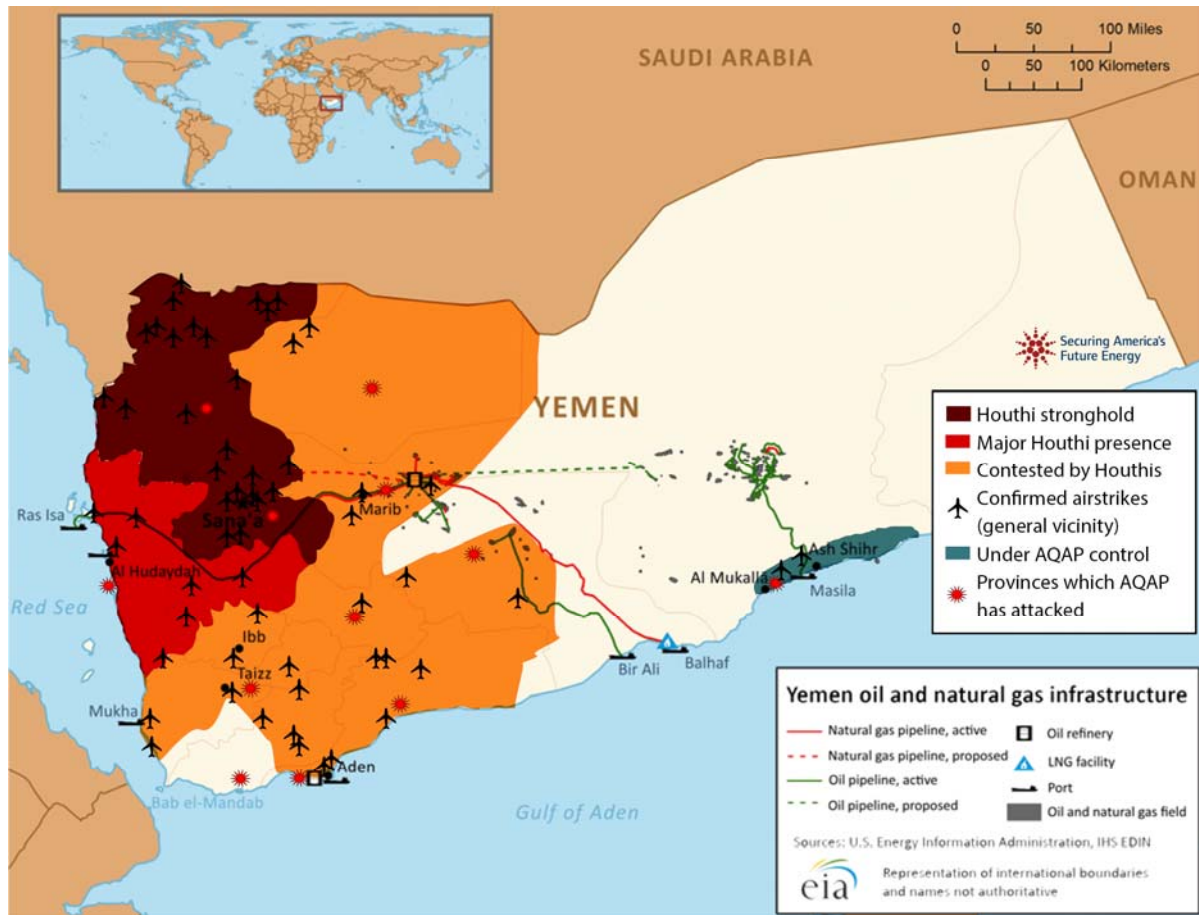 SAUDI ARABIA
0 50 100 Miles
0 50 100 Kilometers
OMAN
YEMEN
Securing America's
Future Energy
Marib
Sana'a
Ras Isa
Al Hudaydah
Red Sea
Ibb
Taizz
Mukha
Aden
Bab el-Mandab
Gulf of Aden
Bir Ali
Balhaf
Ash Shihr
Al Mukalla
Masila
Houthi stronghold
Major Houthi presence
Contested by Houthis
Confirmed airstrikes
(general vicinity)
Under AQAP control
Provinces which AQAP
has attacked
Yemen oil and natural gas infrastructure
Natural gas pipeline, active
Natural gas pipeline, proposed
Oil pipeline, active
Oil pipeline, proposed
Oil refinery
LNG facility
Port
Oil and natural gas field
Sources: U.S. Energy Information Administration, IHS EDIN
eia
Representation of international boundaries
and names not authoritative